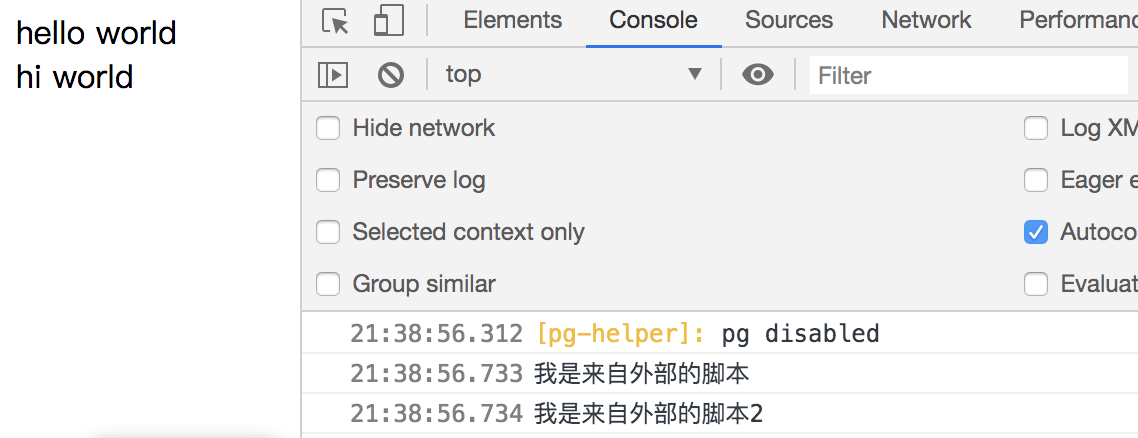 hello world
hi world
Elements Console Sources Network Performanc
top Filter
Hide network Log XM
Preserve log Eager e
Selected context only Autoco
Group similar Evaluat
21:38:56.312 [pg-helper]: pg disabled
21:38:56.733 我是来自外部的脚本
21:38:56.734 我是来自外部的脚本2